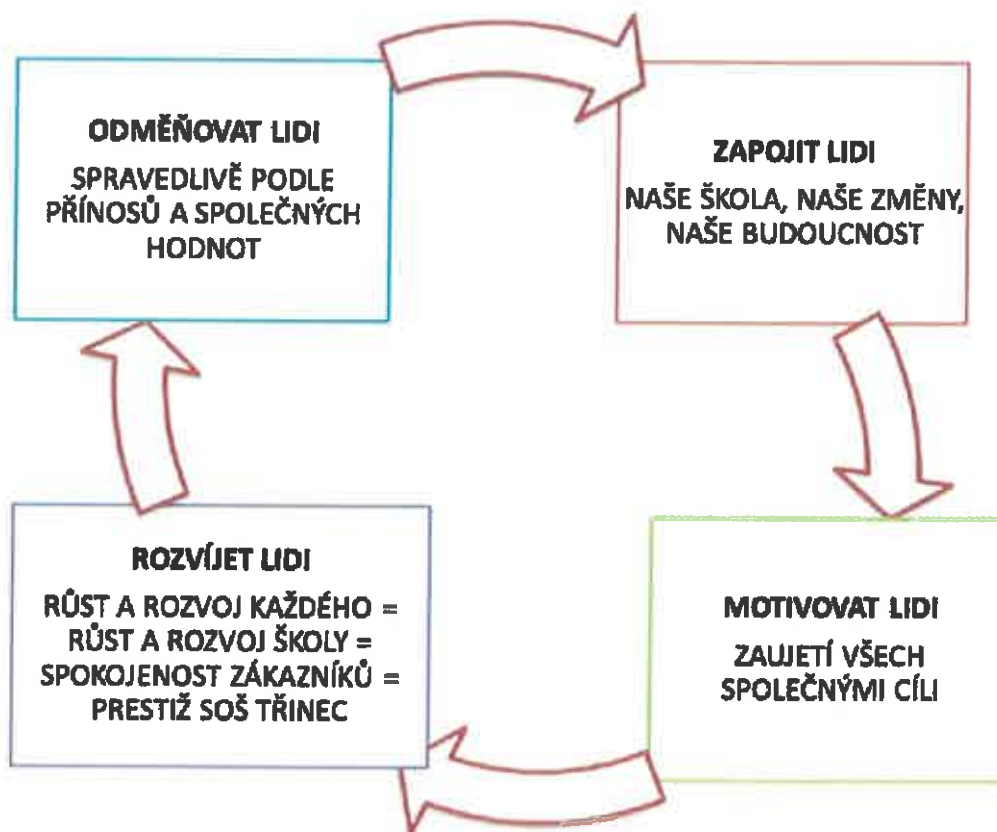 ODMĚŇOVAT LIDI
SPRAVEDLIVĚ PODLE
PŘÍNOSŮ A SPOLEČNÝCH
HODNOT
ZAPOJIT LIDI
NAŠE ŠKOLA, NAŠE ZMĚNY,
NAŠE BUDOUCNOST
MOTIVOVAT LIDI
ZAUJETÍ VŠECH
SPOLEČNÝMI CÍLI
ROZVÍJET LIDI
RŮST A ROZVOJ KAŽDÉHO =
RŮST A ROZVOJ ŠKOLY =
SPOKOJENOST ZÁKAZNÍKŮ =
PRESTIŽ SOŠ TŘINEC